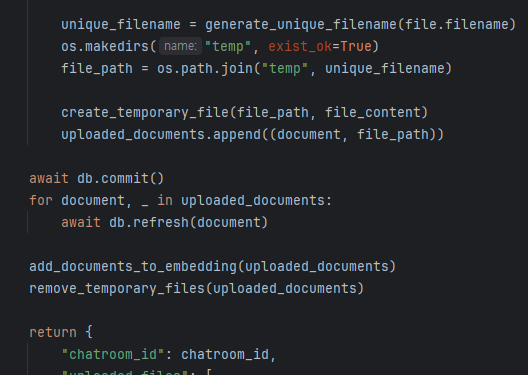 unique_filename = generate_unique_filename(file.filename)
os.makedirs( name: "temp", exist_ok=True)
file_path = os.path.join("temp", unique_filename)
create_temporary_file(file_path, file_content)
uploaded_documents.append((document, file_path))
await db.commit()
for document, _ in uploaded_documents:
await db.refresh(document)
add_documents_to_embedding(uploaded_documents)
remove_temporary_files(uploaded_documents)
return {
"chatroom_id": chatroom_id,
"uploaded_files": [